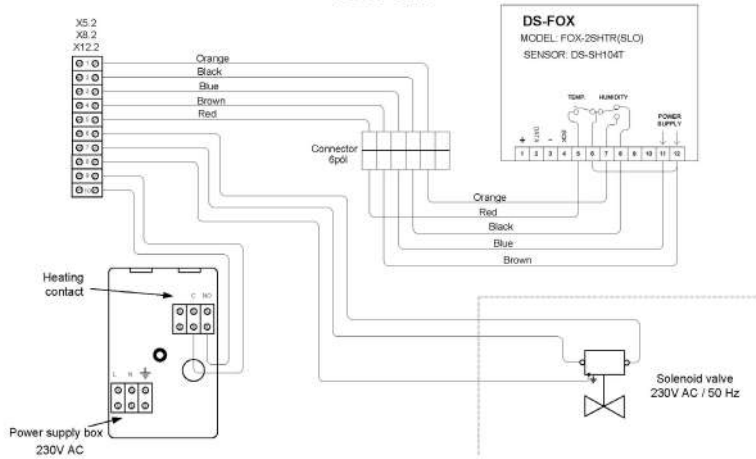 X5.2
X8.2
X12.2
Orange
Black
Blue
Brown
Red
Connector
6pól
DS-FOX
MODEL: FOX-2SHTR(SLO)
SENSOR: DS-SH104T
TEMP. HUMIDITY
POWER
SUPPLY
DATA
SCK
1 2 3 4 5 6 7 8 9 10 11 12
Orange
Red
Black
Blue
Brown
Heating
contact
C NO
L N
Power supply box
230V AC
Solenoid valve
230V AC / 50 Hz